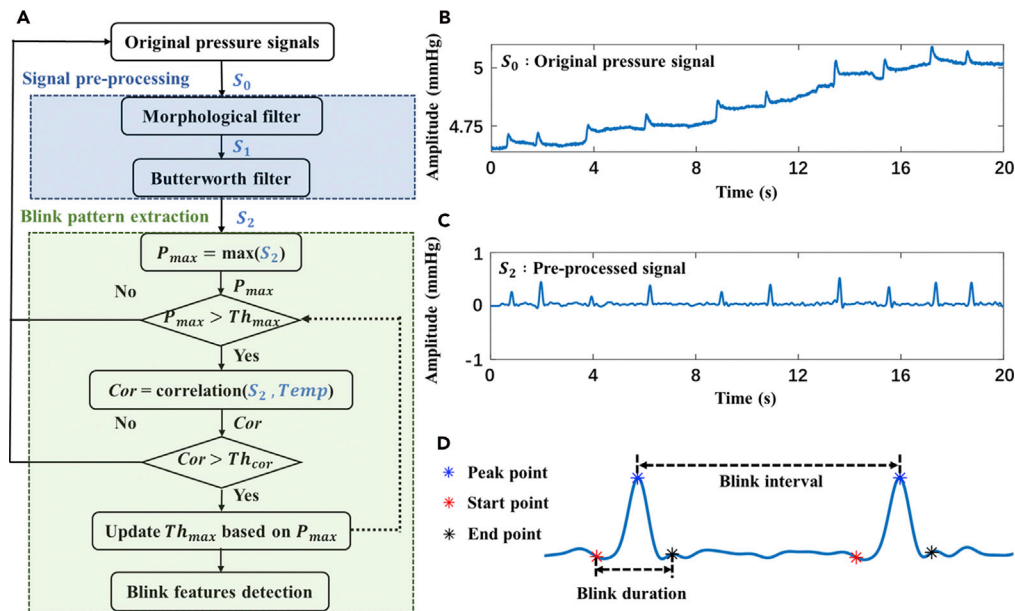 A
Original pressure signals
Signal pre-processing
S0
Morphological filter
S1
Butterworth filter
Blink pattern extraction
S2
Pmax = max(S2)
No
Pmax
Pmax > Thmax
Yes
Cor = correlation(S2 ,Temp)
No
Cor
Cor > Thcor
Yes
Update Thmax based on Pmax
Blink features detection
B
Amplitude (mmHg)
S0 : Original pressure signal
5
4.75
0 4 8 12 16 20
Time (s)
C
Amplitude (mmHg)
S2 : Pre-processed signal
1
0
-1
0 4 8 12 16 20
Time (s)
D
Peak point
Start point
End point
Blink interval
Blink duration